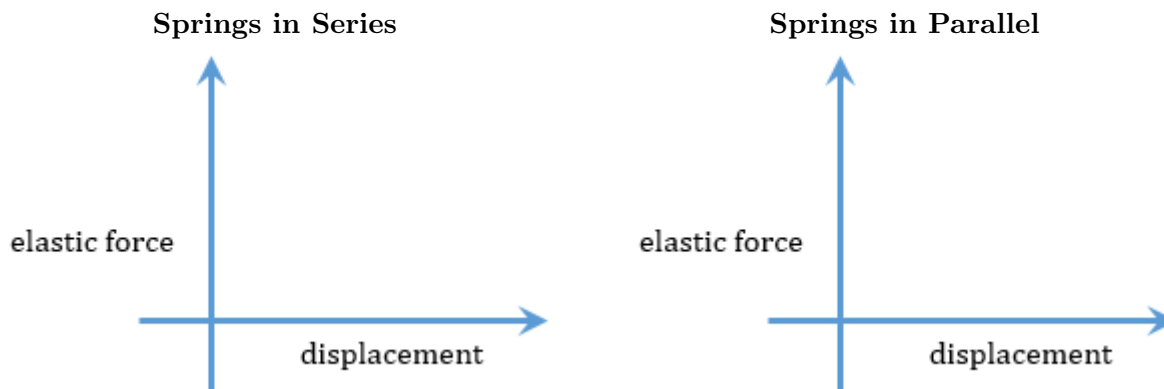 Springs in Series
Springs in Parallel
elastic force
elastic force
displacement
displacement